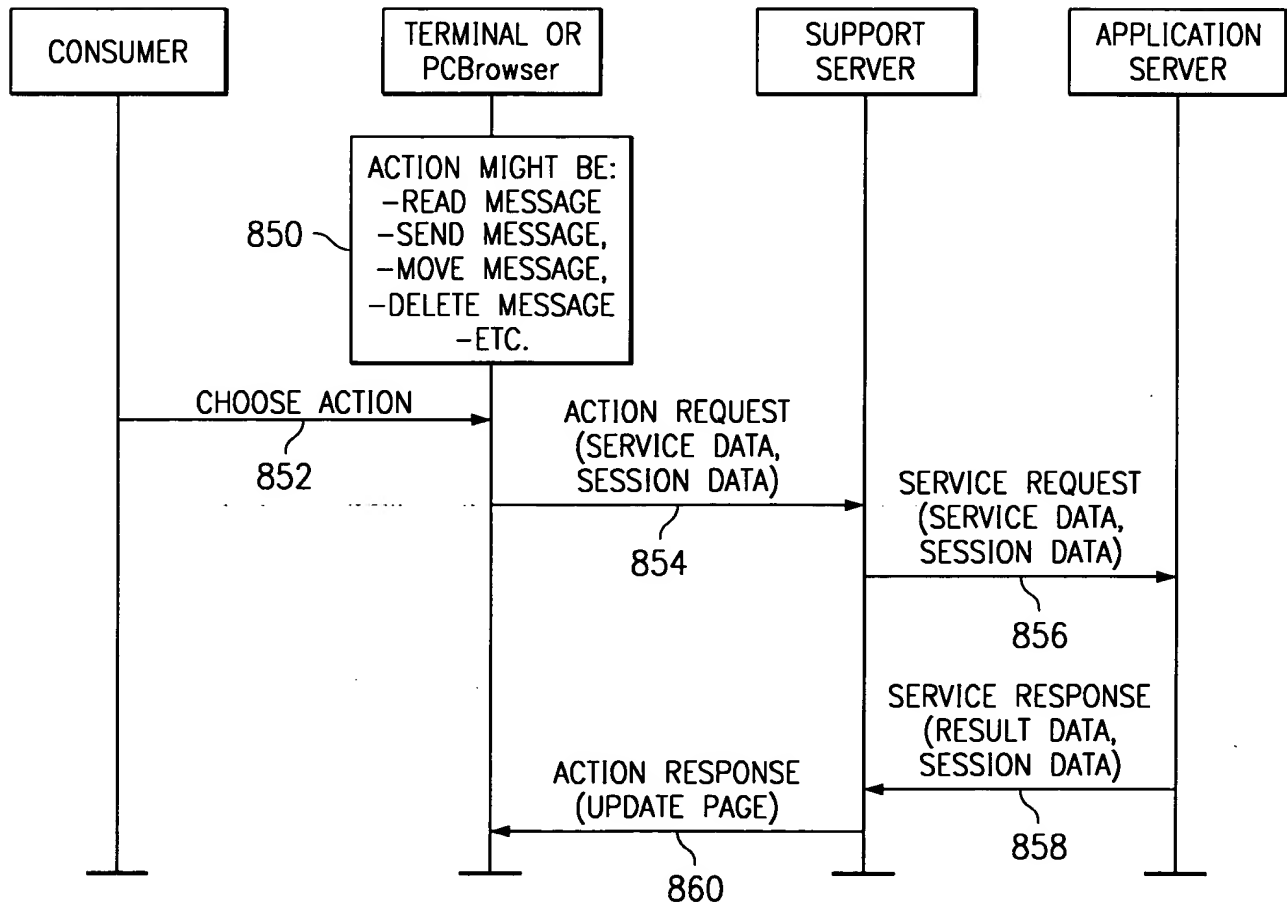 CONSUMER
TERMINAL OR
PCBrowser
SUPPORT
SERVER
APPLICATION
SERVER
ACTION MIGHT BE:
-READ MESSAGE
-SEND MESSAGE,
-MOVE MESSAGE,
-DELETE MESSAGE
-ETC.
850
CHOOSE ACTION
852
ACTION REQUEST
(SERVICE DATA,
SESSION DATA)
854
SERVICE REQUEST
(SERVICE DATA,
SESSION DATA)
856
SERVICE RESPONSE
(RESULT DATA,
SESSION DATA)
858
ACTION RESPONSE
(UPDATE PAGE)
860